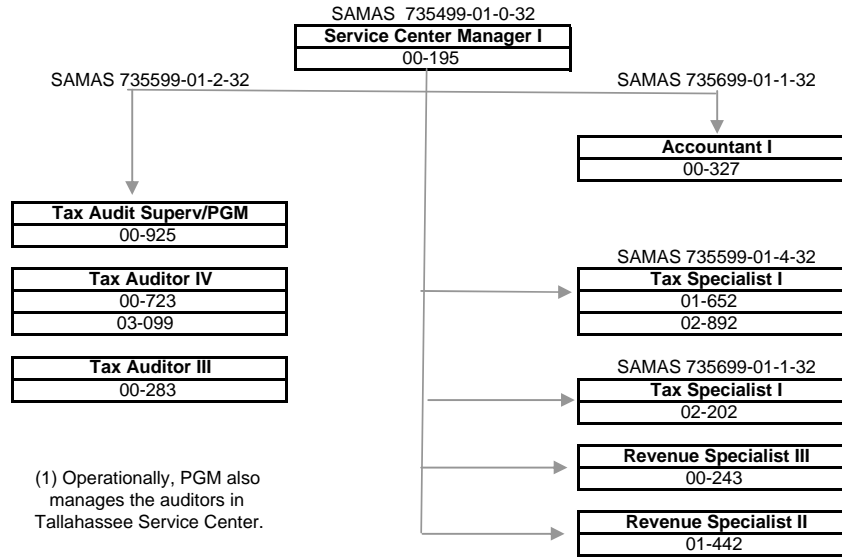 SAMAS  735499-01-0-32
Service Center Manager I
00-195
SAMAS 735599-01-2-32
Tax Audit Superv/PGM
00-925
Tax Auditor IV
00-723
03-099
Tax Auditor III
00-283
(1) Operationally, PGM also
manages the auditors in
Tallahassee Service Center.
SAMAS 735699-01-1-32
Accountant I
00-327
SAMAS 735599-01-4-32
Tax Specialist I
01-652
02-892
SAMAS 735699-01-1-32
Tax Specialist I
02-202
Revenue Specialist III
00-243
Revenue Specialist II
01-442